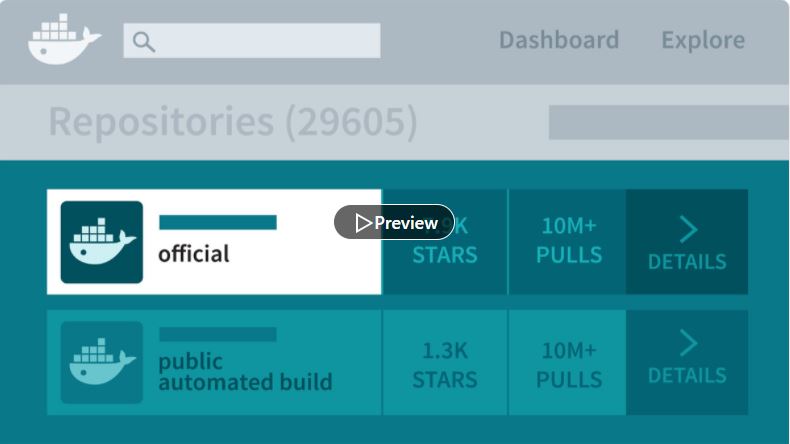 Dashboard Explore
Repositories (29605)
Preview
official
STARS
10M+
PULLS
DETAILS
public
automated build
1.3K
STARS
10M+
PULLS
DETAILS